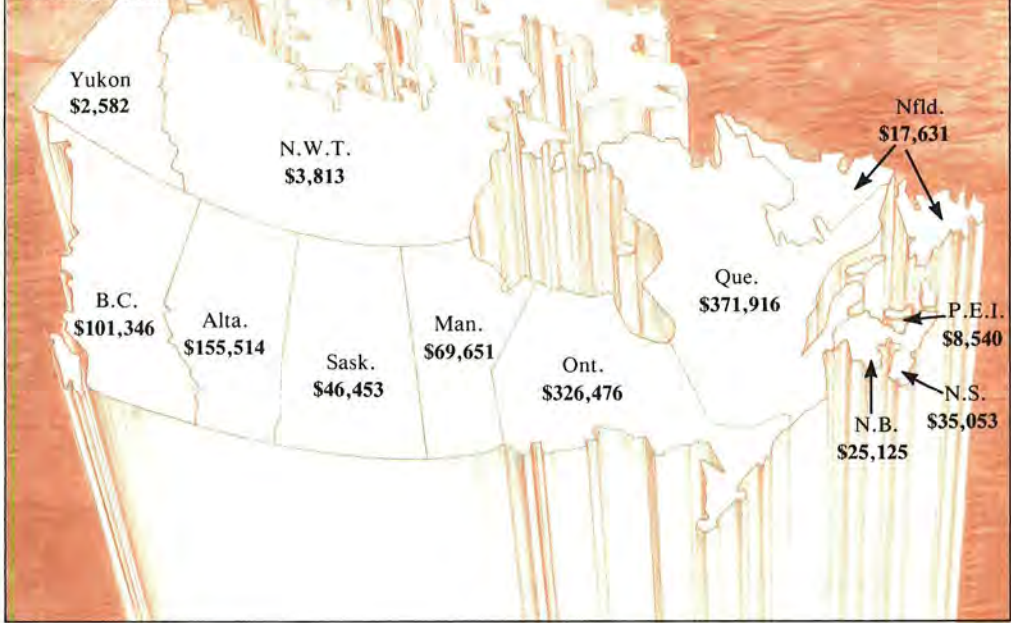 Yukon
$2,582
N.W.T.
$3,813
Nfld.
$17,631
B.C.
$101,346
Alta.
$155,514
Sask.
$46,453
Man.
$69,651
Ont.
$326,476
Que.
$371,916
P.E.I.
$8,540
N.S.
$35,053
N.B.
$25,125